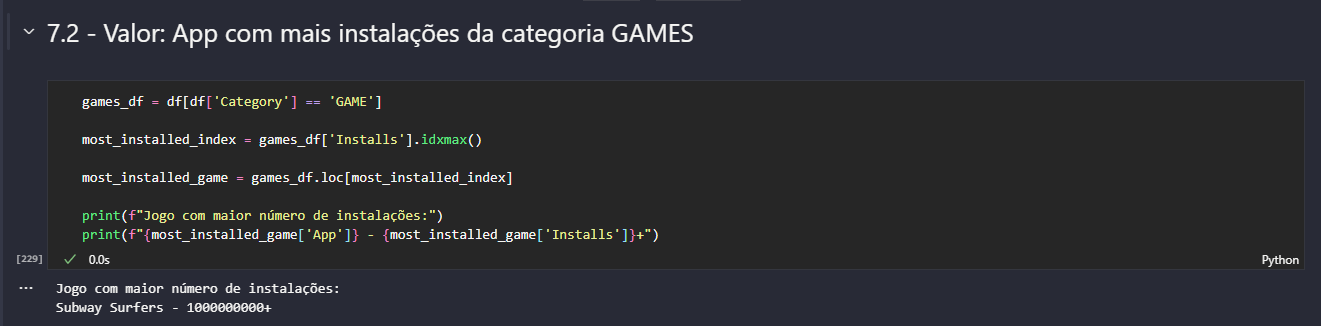 7.2 - Valor: App com mais instalações da categoria GAMES
games_df = df[df['Category'] == 'GAME']
most_installed_index = games_df['Installs'].idxmax()
most_installed_game = games_df.loc[most_installed_index]
print(f"Jogo com maior número de instalações:")
print(f"{most_installed_game['App']} - {most_installed_game['Installs']}+")
[229] 0.0s Python
... Jogo com maior número de instalações:
Subway Surfers - 1000000000+